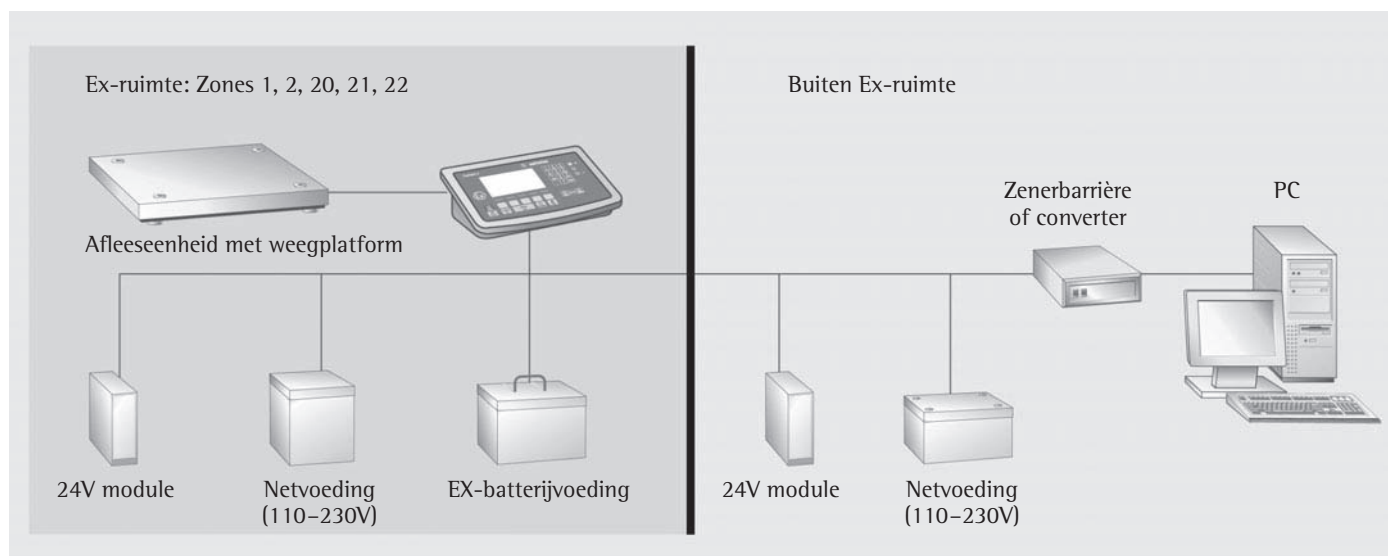 Ex-ruimte: Zones 1, 2, 20, 21, 22
Buiten Ex-ruimte
Zenerbarrière
of converter
PC
Afleeseenheid met weegplatform
24V module
Netvoeding
(110–230V)
EX-batterijvoeding
24V module
Netvoeding
(110–230V)